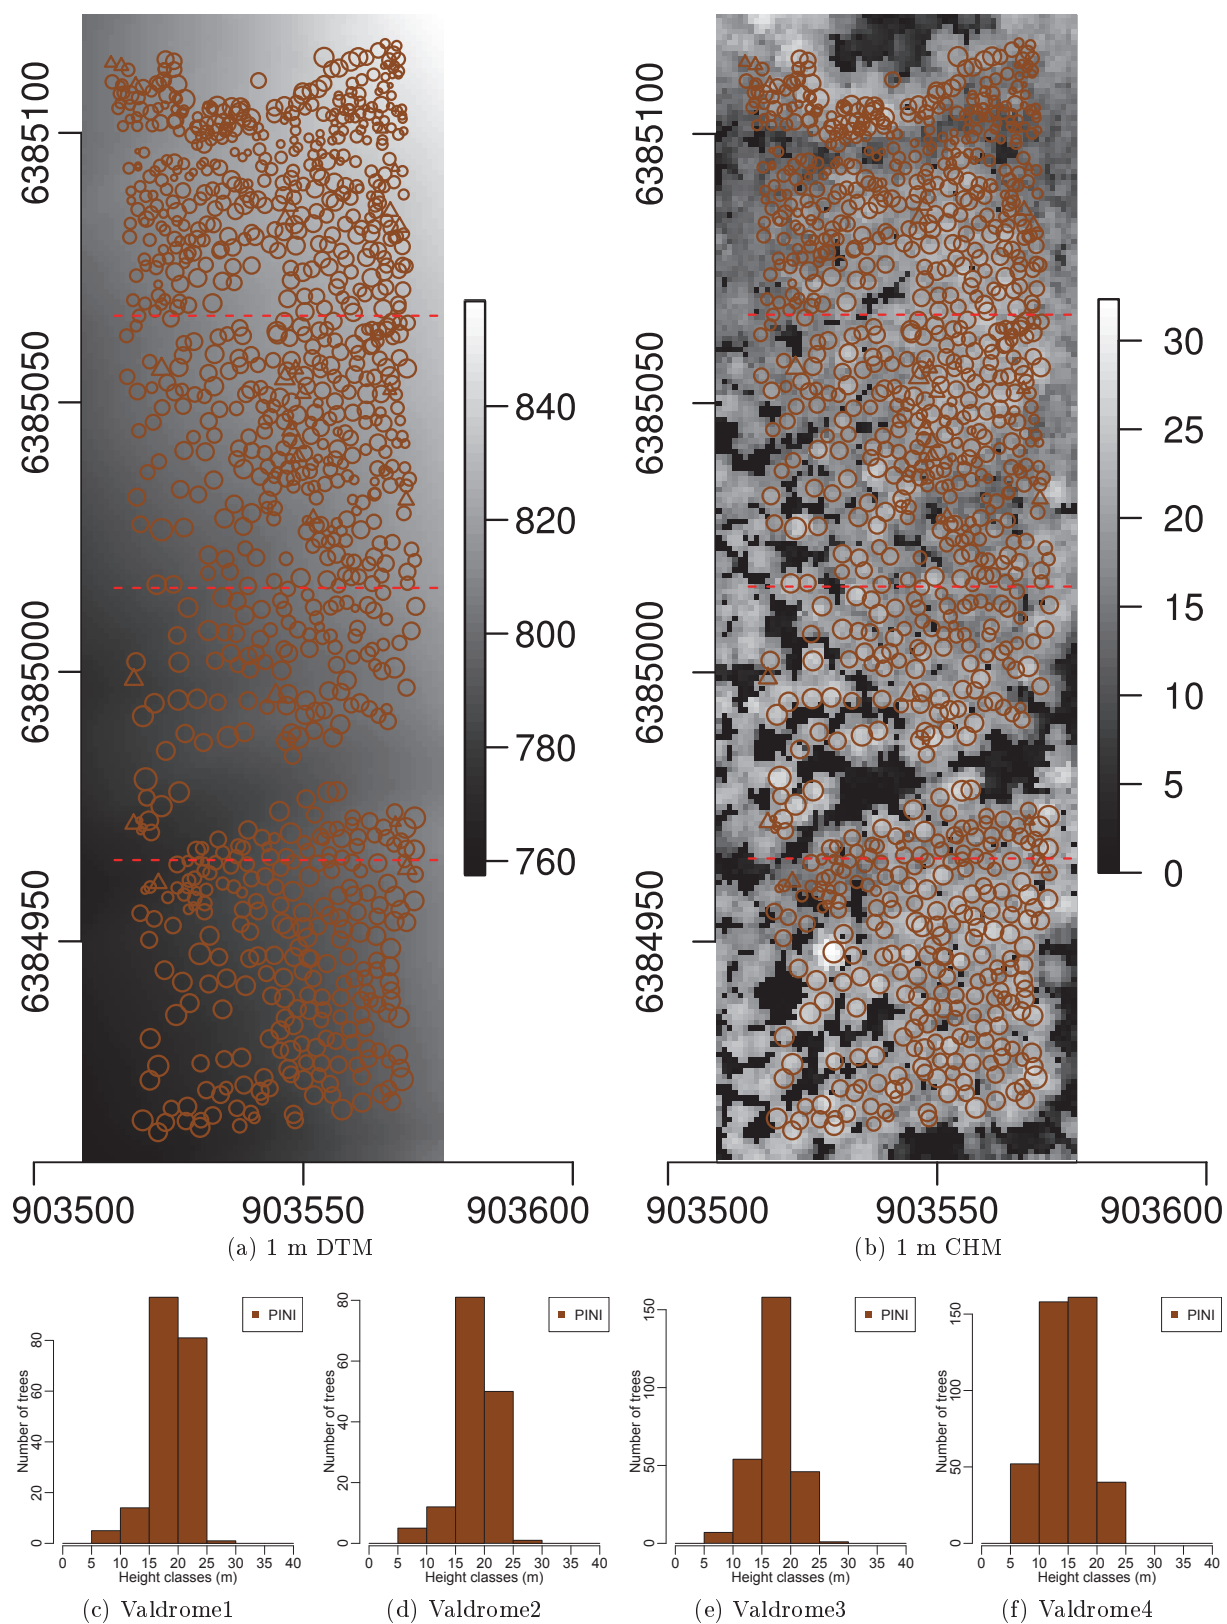 6385100
6385050
6385000
6384950
840
820
800
780
760
903500 903550 903600
(a) 1 m DTM
6385100
6385050
6385000
6384950
30
25
20
15
10
5
0
903500 903550 903600
(b) 1 m CHM
PINI
Number of trees
80
60
40
20
0
0 5 10 15 20 25 30 40
Height classes (m)
(c) Valdrome1
PINI
Number of trees
80
60
40
20
0
0 5 10 15 20 25 30 40
Height classes (m)
(d) Valdrome2
PINI
Number of trees
150
100
50
0
0 5 10 15 20 25 30 40
Height classes (m)
(e) Valdrome3
PINI
Number of trees
150
100
50
0
0 5 10 15 20 25 30 40
Height classes (m)
(f) Valdrome4